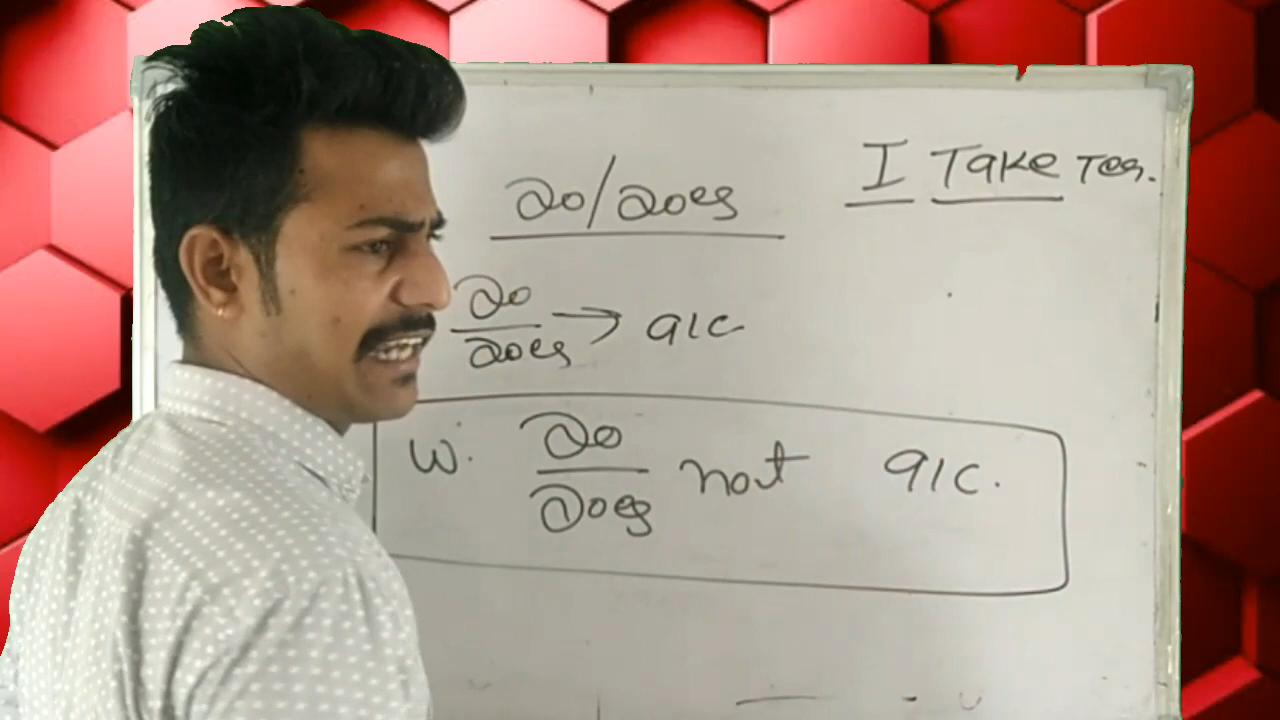 Do/Does
I Take Tea.
Do
Does → a/c
W. Do
Does not a/c.